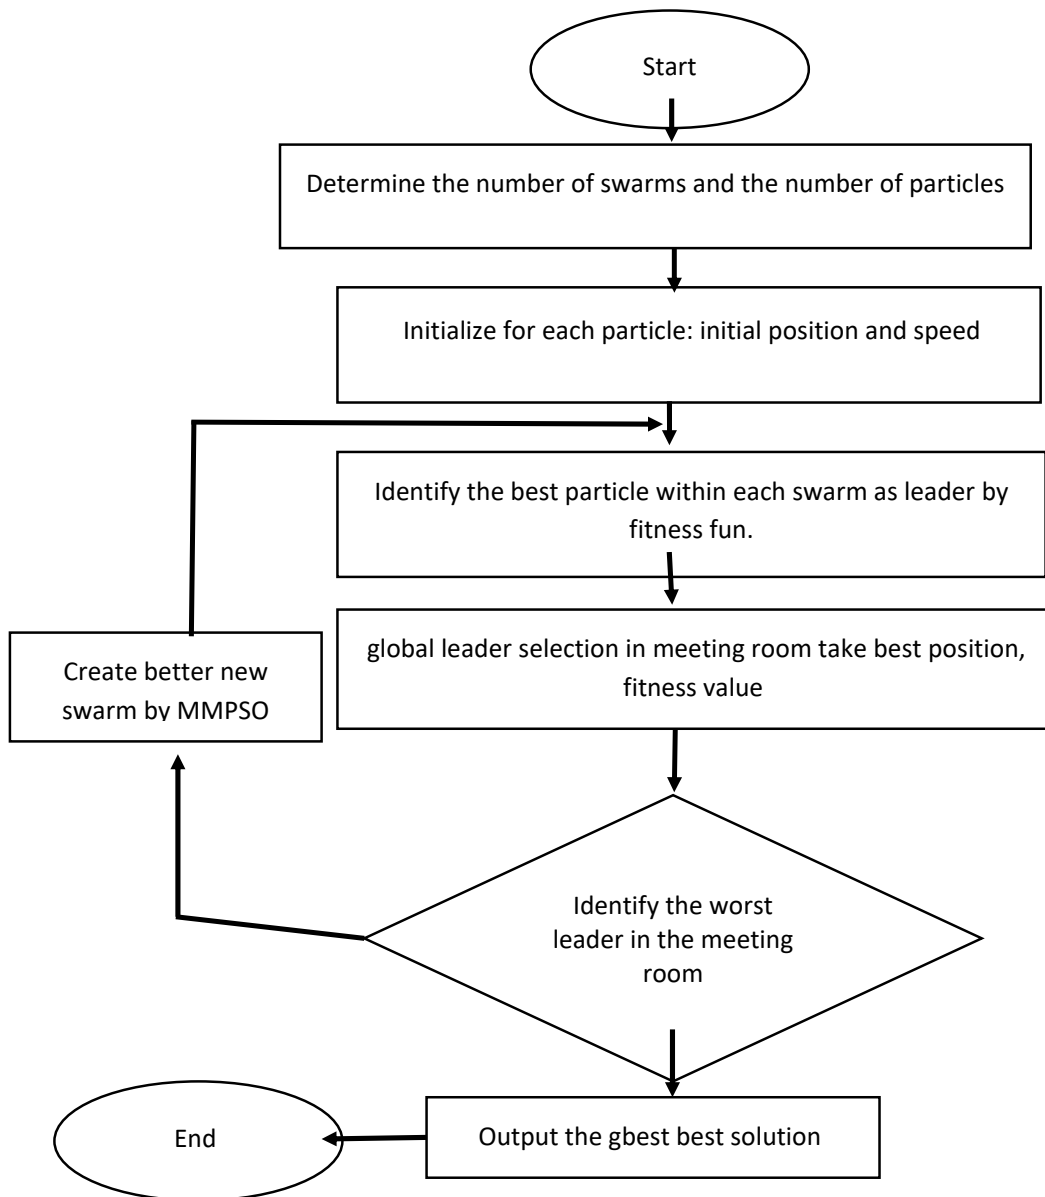 Start
Determine the number of swarms and the number of particles
Initialize for each particle: initial position and speed
Identify the best particle within each swarm as leader by
fitness fun.
global leader selection in meeting room take best position,
fitness value
Create better new
swarm by MMPSO
Identify the worst
leader in the meeting
room
Output the gbest best solution
End